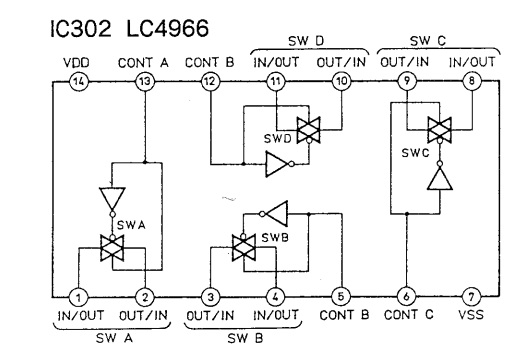 IC302 LC4966
SW D SW C
VDD CONT A CONT B IN/OUT OUT/IN OUT/IN IN/OUT
14 13 12 11 10 9 8
SWD
SWC
SWA
SWB
1 2 3 4 5 6 7
IN/OUT OUT/IN OUT/IN IN/OUT CONT B CONT C VSS
SW A SW B